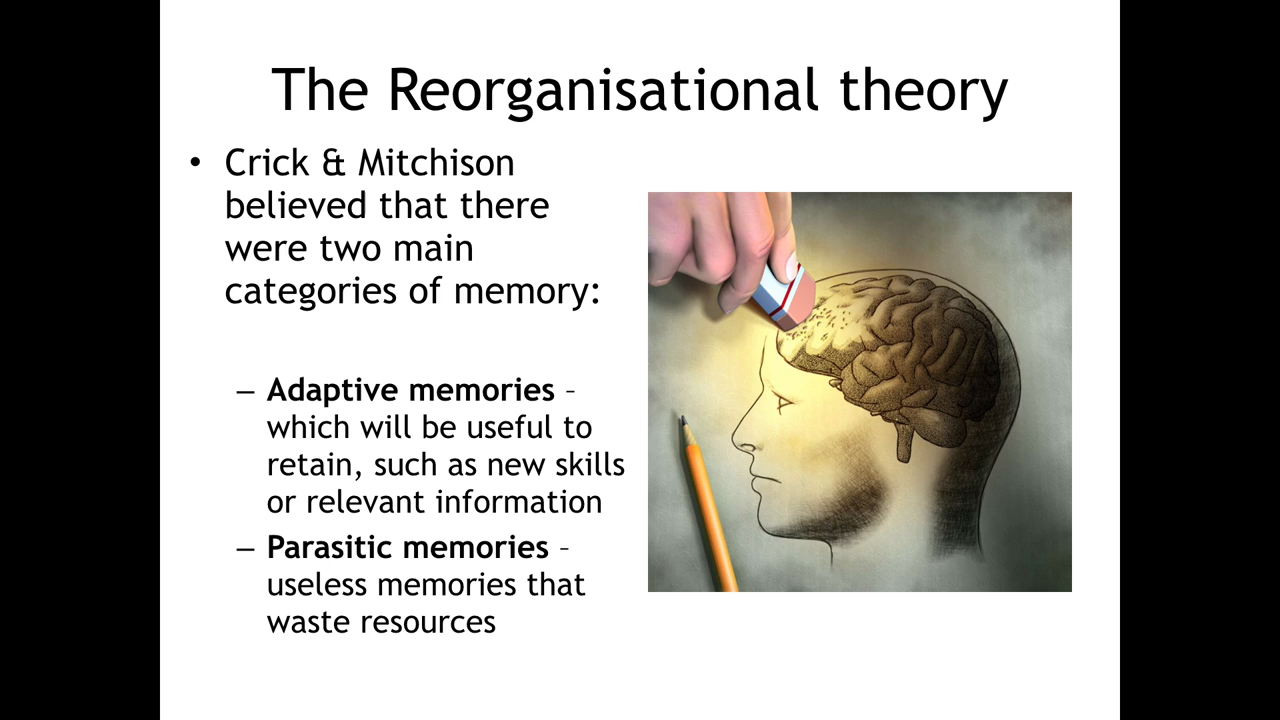 The Reorganisational theory
• Crick & Mitchison
believed that there
were two main
categories of memory:
– Adaptive memories –
which will be useful to
retain, such as new skills
or relevant information
– Parasitic memories –
useless memories that
waste resources